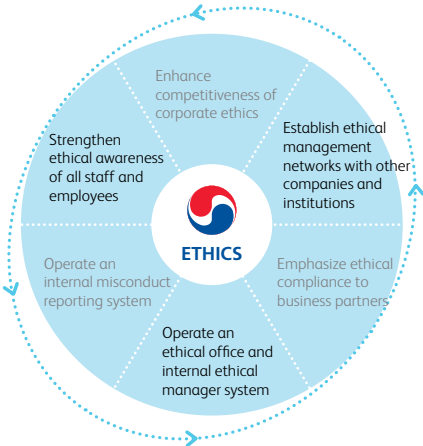 Enhance
competitiveness of
corporate ethics
Establish ethical
management
networks with other
companies and
institutions
Emphasize ethical
compliance to
business partners
Operate an
ethical office and
internal ethical
manager system
Operate an
internal misconduct
reporting system
Strengthen
ethical awareness
of all staff and
employees
ETHICS